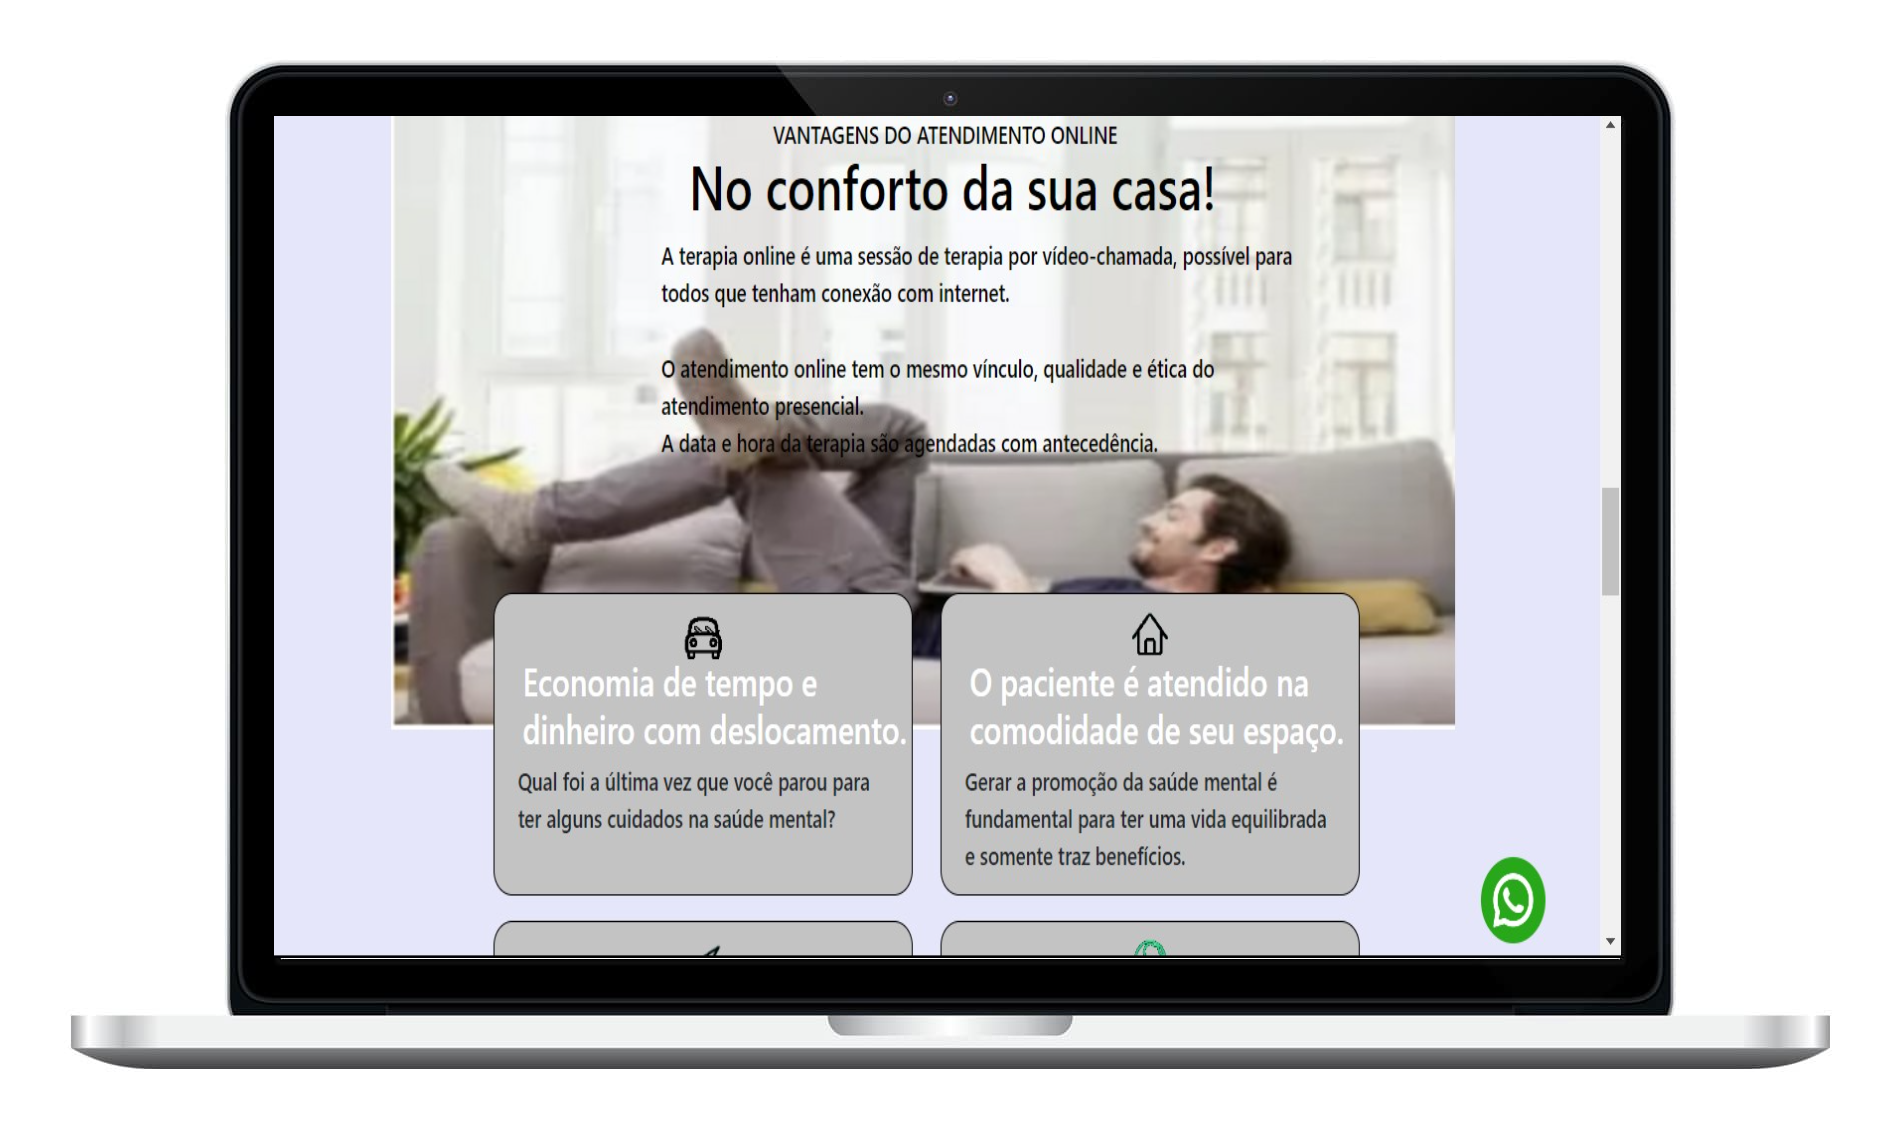 VANTAGENS DO ATENDIMENTO ONLINE
No conforto da sua casa!
A terapia online é uma sessão de terapia por vídeo-chamada, possível para
todos que tenham conexão com internet.
O atendimento online tem o mesmo vínculo, qualidade e ética do
atendimento presencial.
A data e hora da terapia são agendadas com antecedência.
Economia de tempo e
dinheiro com deslocamento.
Qual foi a última vez que você parou para
ter alguns cuidados na saúde mental?
O paciente é atendido na
comodidade de seu espaço.
Gerar a promoção da saúde mental é
fundamental para ter uma vida equilibrada
e somente traz benefícios.